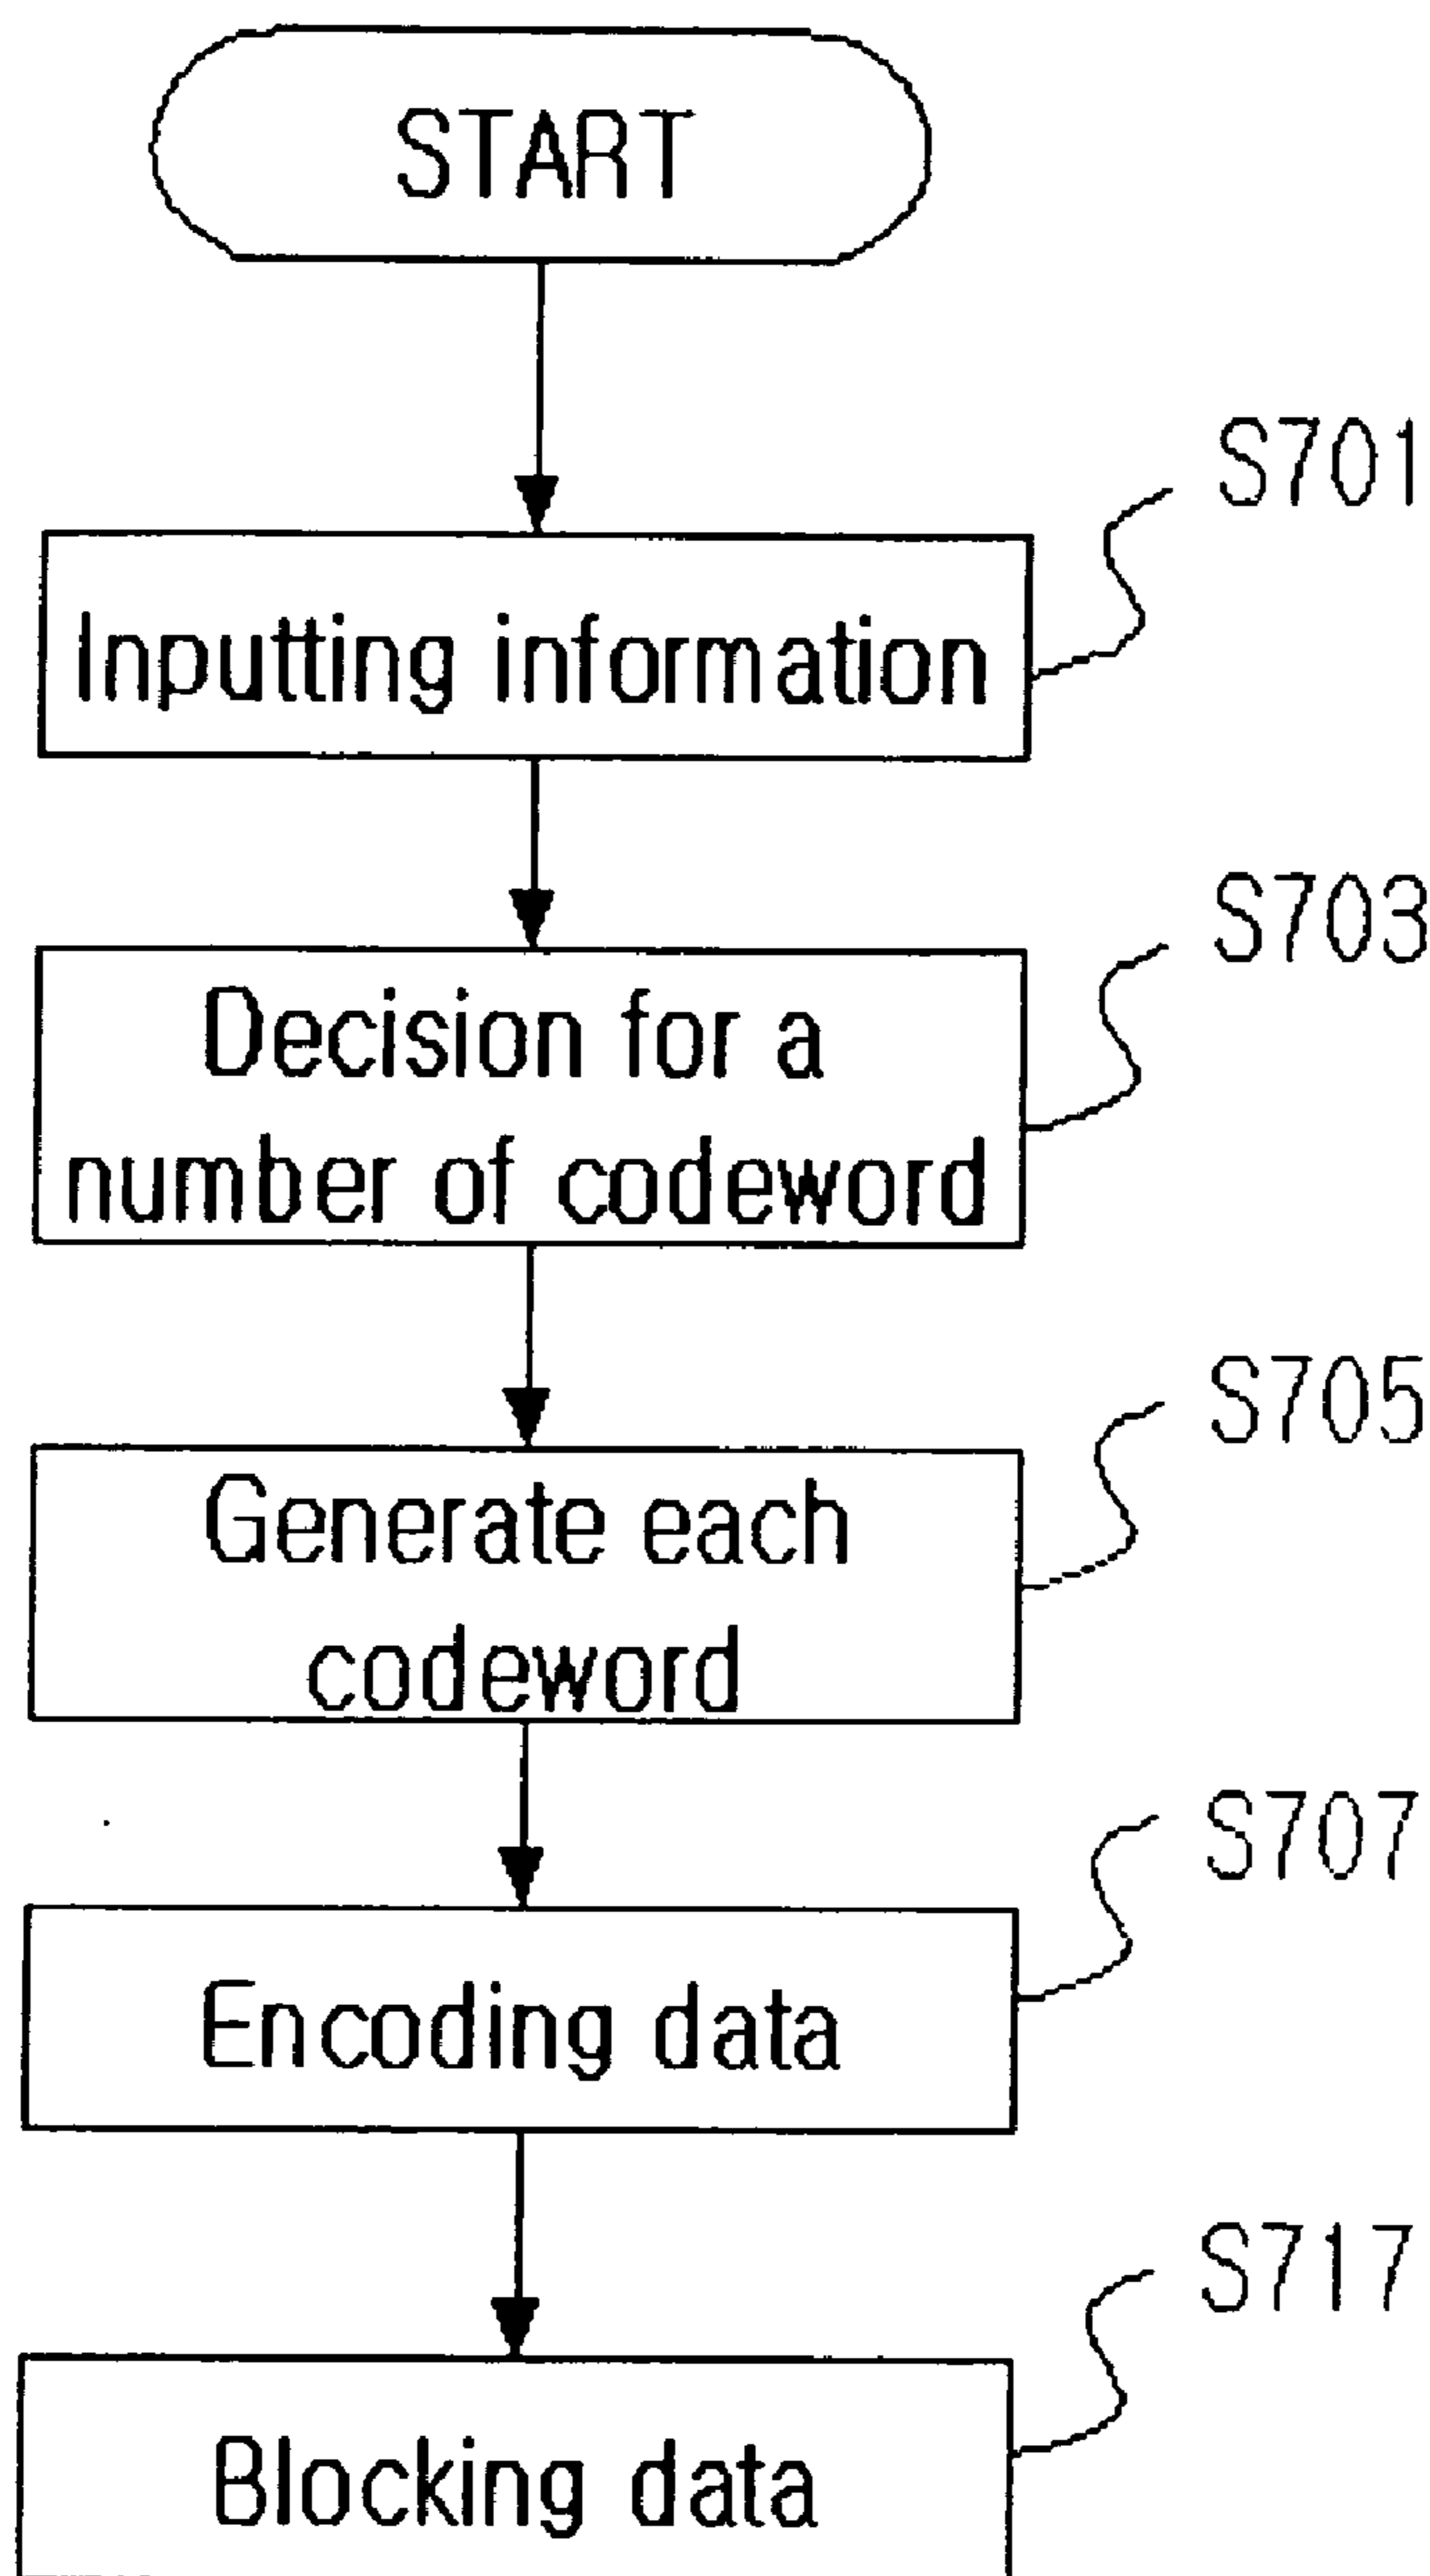 START
S701
Inputting information
S703
Decision for a
number of codeword
S705
Generate each
codeword
S707
Encoding data
S717
Blocking data